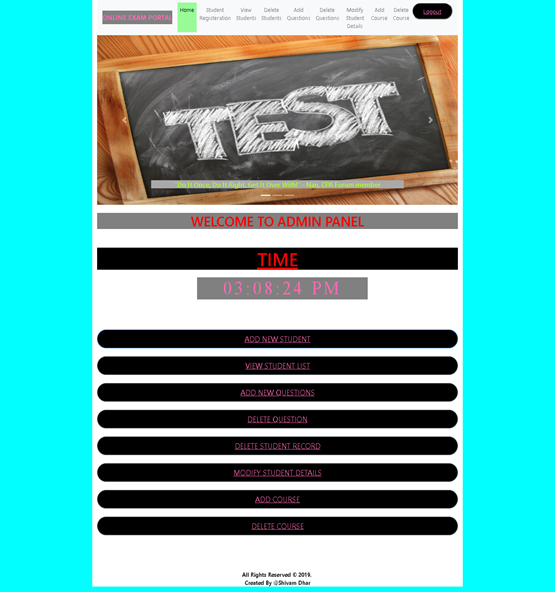 ONLINE EXAM PORTAL
Home
Student
Registeration
View
Students
Delete
Students
Add
Questions
Delete
Questions
Modify
Student
Details
Add
Course
Delete
Course
Logout
TEST
"Do It Once, Do It Right, Get It Over With!" - Nan, CFA Forum member
WELCOME TO ADMIN PANEL
TIME
03:08:24 PM
ADD NEW STUDENT
VIEW STUDENT LIST
ADD NEW QUESTIONS
DELETE QUESTION
DELETE STUDENT RECORD
MODIFY STUDENT DETAILS
ADD COURSE
DELETE COURSE
All Rights Reserved © 2019.
Created By @Shivam Dhar